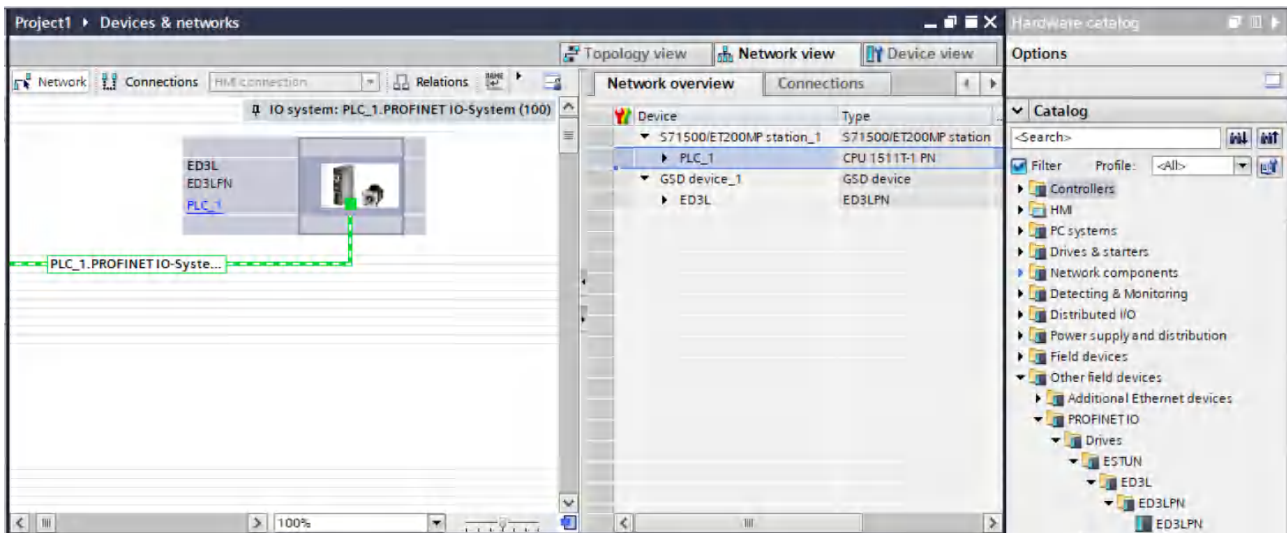 Project1 ▸ Devices & networks
Topology view Network view Device view
Network Connections HMI connection Relations
IO system: PLC_1.PROFINET IO-System (100)
ED3L
ED3LPN
PLC_1
PLC_1.PROFINET IO-Syste...
100%
Network overview Connections
Device Type
S71500/ET200MP station_1 S71500/ET200MP station
PLC_1 CPU 1511T-1 PN
GSD device_1 GSD device
ED3L ED3LPN
Hardware catalog
Options
Catalog
<Search>
Filter Profile: <All>
Controllers
HMI
PC systems
Drives & starters
Network components
Detecting & Monitoring
Distributed I/O
Power supply and distribution
Field devices
Other field devices
Additional Ethernet devices
PROFINET IO
Drives
ESTUN
ED3L
ED3LPN
ED3LPN